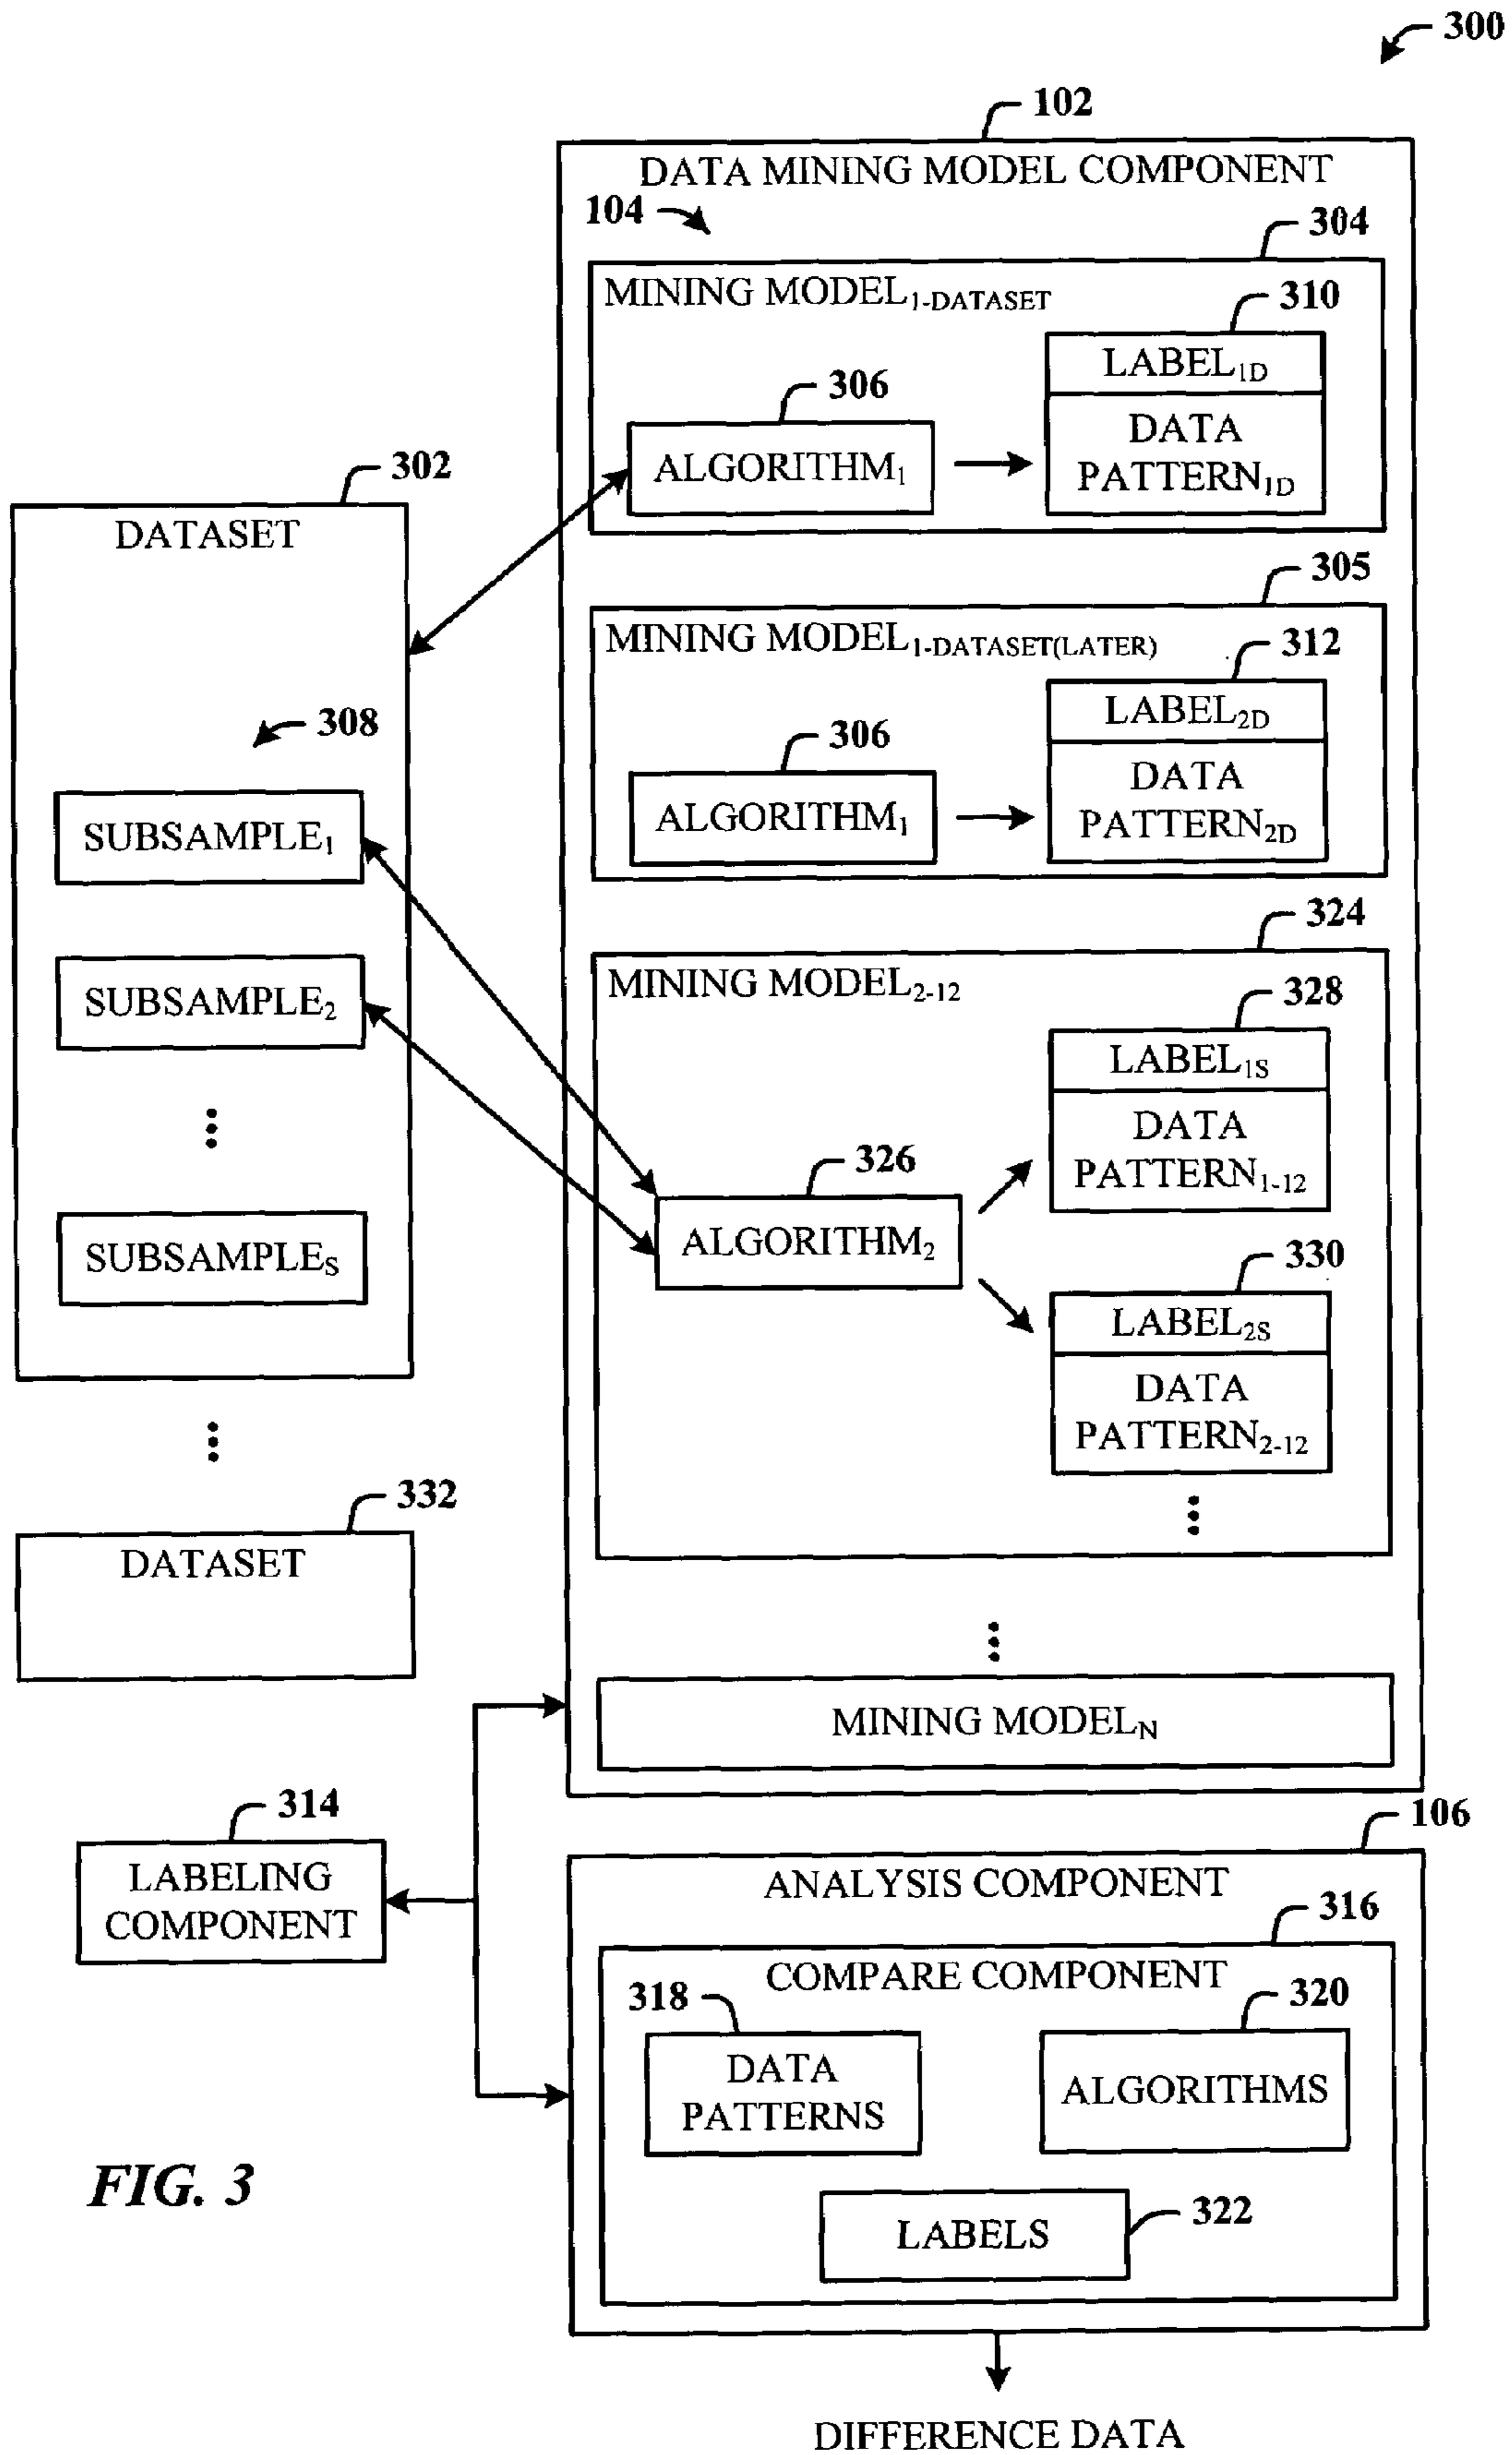 300
102
DATA MINING MODEL COMPONENT
104
304
MINING MODEL1-DATASET
310
LABEL1D
306
DATA
PATTERN1D
ALGORITHM1
302
DATASET
305
MINING MODEL1-DATASET(LATER)
312
LABEL2D
306
DATA
PATTERN2D
ALGORITHM1
308
SUBSAMPLE1
324
MINING MODEL2-12
328
SUBSAMPLE2
LABEL1S
DATA
PATTERN1-12
326
ALGORITHM2
SUBSAMPLES
330
LABEL2S
DATA
PATTERN2-12
332
DATASET
MINING MODELN
314
LABELING
COMPONENT
106
ANALYSIS COMPONENT
316
COMPARE COMPONENT
318
320
DATA
PATTERNS
ALGORITHMS
322
LABELS
FIG. 3
DIFFERENCE DATA